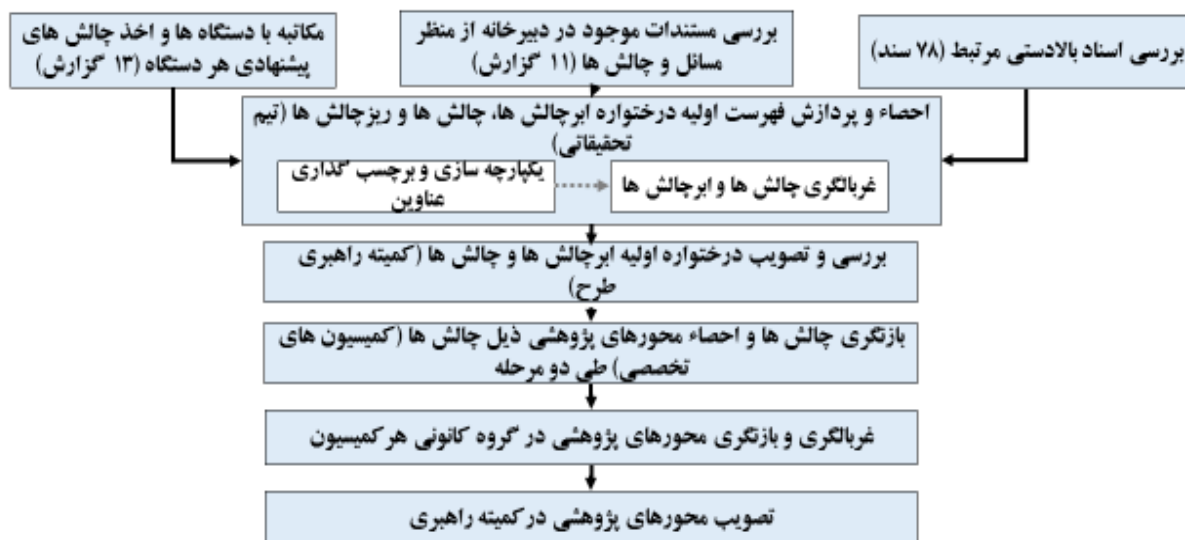 بررسی اسناد بالادستی مرتبط (۷۸ سند)
بررسی مستندات موجود در دبیرخانه از منظر
مسائل و چالش ها (۱۱ گزارش)
مکاتبه با دستگاه ها و اخذ چالش های
پیشنهادی هر دستگاه (۱۳ گزارش)
احصاء و پردازش فهرست اولیه درختواره ابرچالش ها، چالش ها و ریزچالش ها (تیم
تحقیقاتی)
یکپارچه سازی و برچسب گذاری
عناوین
غربالگری چالش ها و ابرچالش ها
بررسی و تصویب درختواره اولیه ابرچالش ها و چالش ها (کمیته راهبری
طرح)
بازنگری چالش ها و احصاء محورهای پژوهشی ذیل چالش ها (کمیسیون های
تخصصی) طی دو مرحله
غربالگری و بازنگری محورهای پژوهشی در گروه کانونی هر کمیسیون
تصویب محورهای پژوهشی در کمیته راهبری